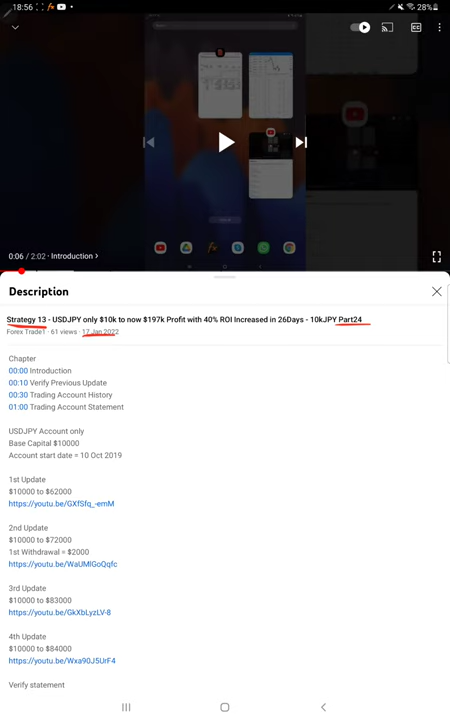 18:56
28%
0:06 / 2:02 · Introduction
Description
Strategy 13 - USDJPY only $10k to now $197k Profit with 40% ROI Increased in 26Days - 10kJPY Part24
Forex Trade1 · 61 views · 17 Jan 2022
Chapter
00:00 Introduction
00:10 Verify Previous Update
00:30 Trading Account History
01:00 Trading Account Statement
USDJPY Account only
Base Capital $10000
Account start date = 10 Oct 2019
1st Update
$10000 to $62000
https://youtu.be/GXfSfq_-emM
2nd Update
$10000 to $72000
1st Withdrawal = $2000
https://youtu.be/WaUMlGoQqfc
3rd Update
$10000 to $83000
https://youtu.be/GkXbLyzLV-8
4th Update
$10000 to $84000
https://youtu.be/Wxa90J5UrF4
Verify statement